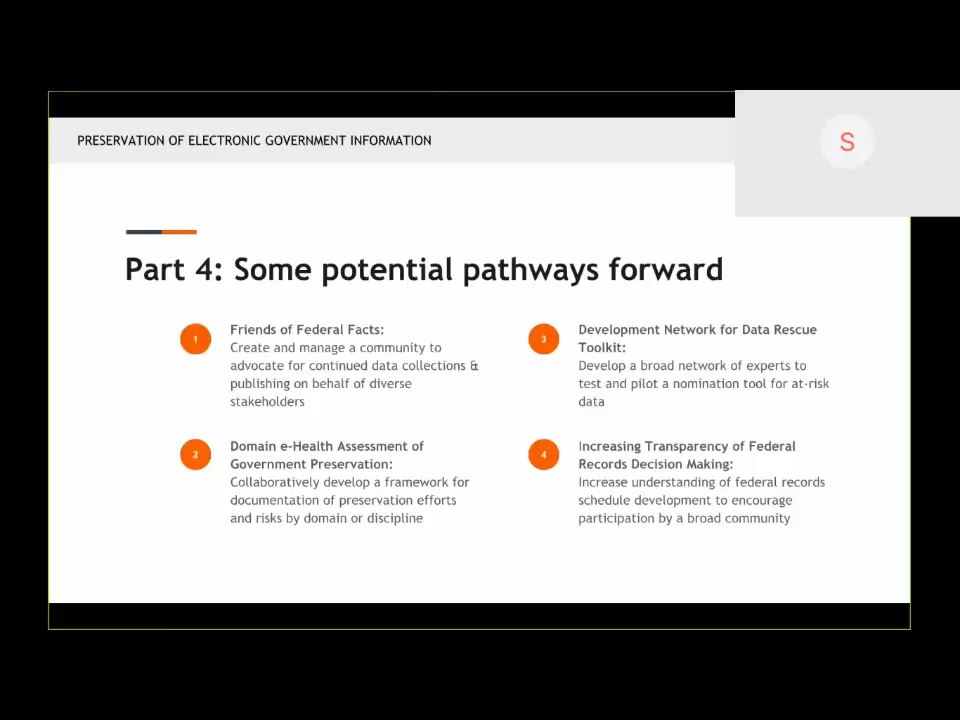 PRESERVATION OF ELECTRONIC GOVERNMENT INFORMATION
S
Part 4: Some potential pathways forward
1
Friends of Federal Facts:
Create and manage a community to
advocate for continued data collections &
publishing on behalf of diverse
stakeholders
2
Domain e-Health Assessment of
Government Preservation:
Collaboratively develop a framework for
documentation of preservation efforts
and risks by domain or discipline
3
Development Network for Data Rescue
Toolkit:
Develop a broad network of experts to
test and pilot a nomination tool for at-risk
data
4
Increasing Transparency of Federal
Records Decision Making:
Increase understanding of federal records
schedule development to encourage
participation by a broad community